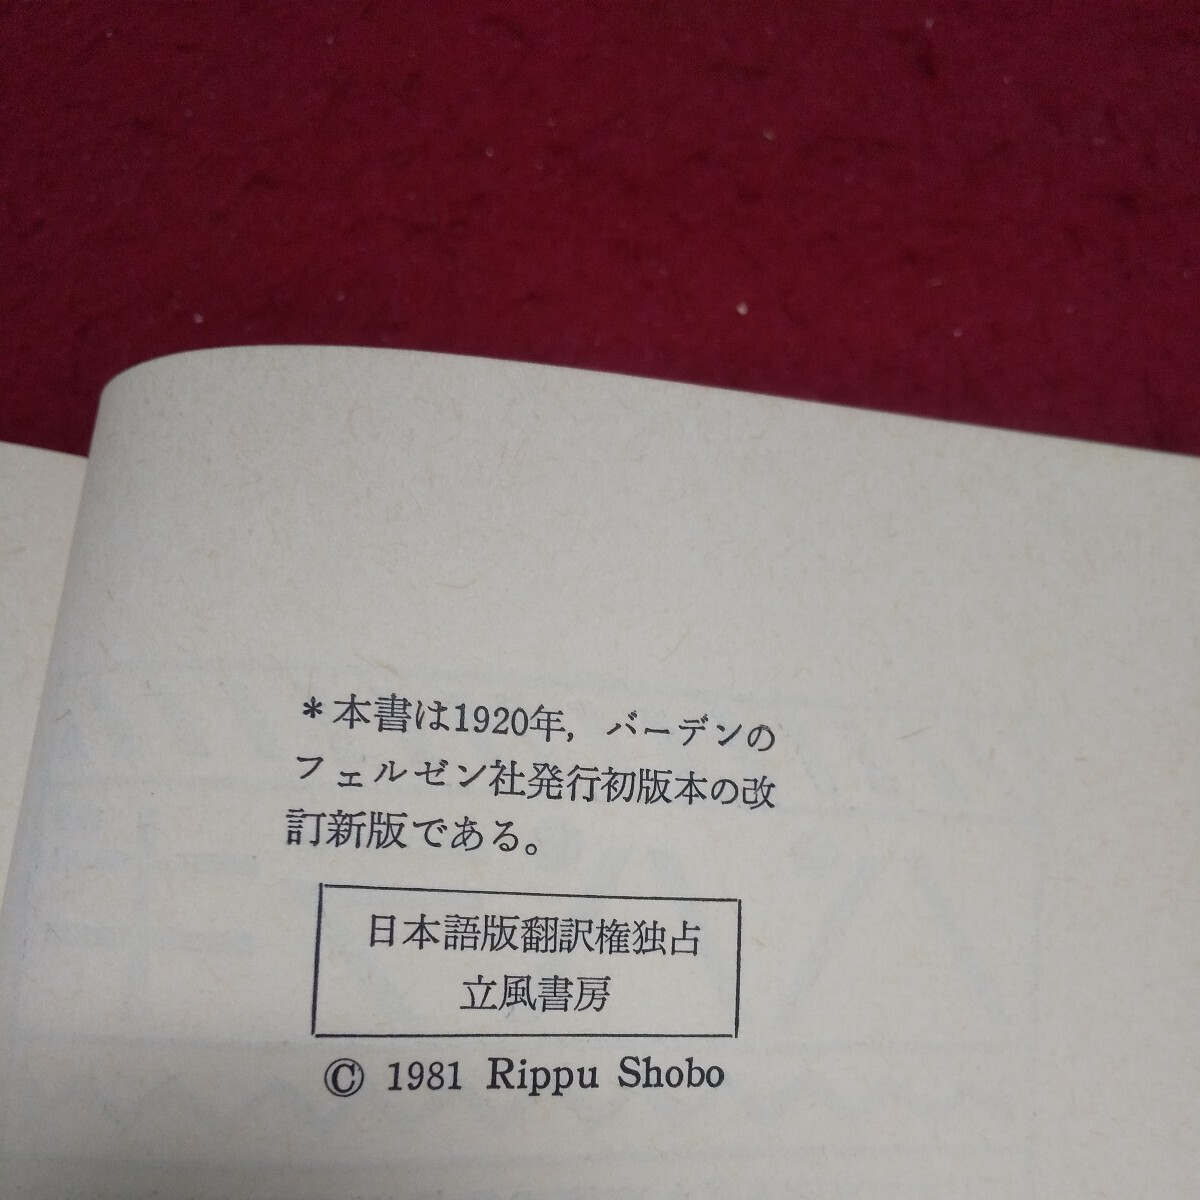 *本書は1920年，バーデンの
フェルゼン社発行初版本の改
訂新版である。
日本語版翻訳権独占
立風書房
© 1981 Rippu Shobo